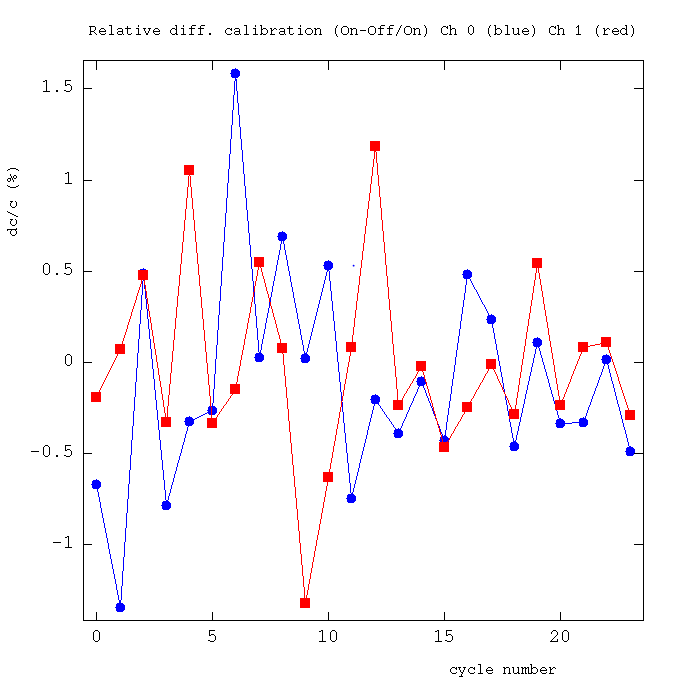 Relative diff. calibration (On-Off/On) Ch 0 (blue) Ch 1 (red)
dc/c (%)
1.5
1
0.5
0
-0.5
-1
0 5 10 15 20
cycle number